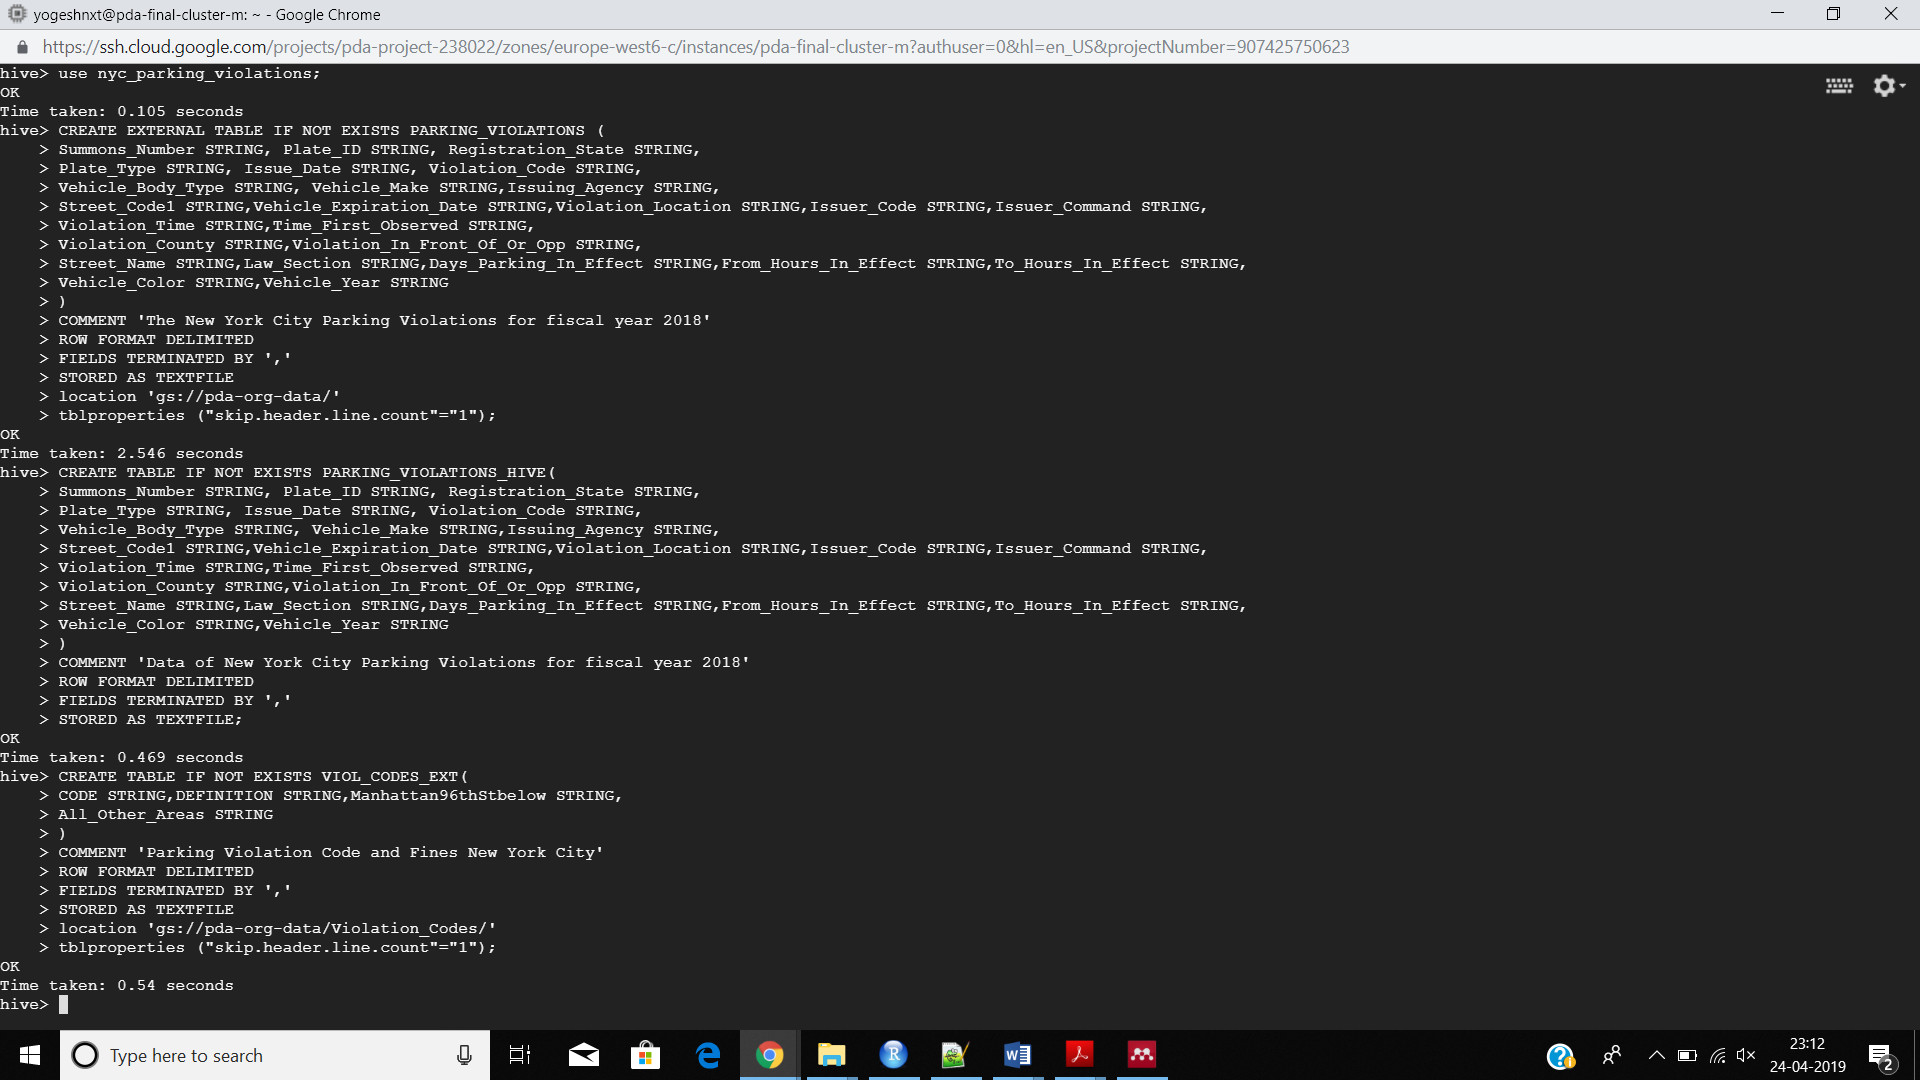 yogeshnxt@pda-final-cluster-m: ~ - Google Chrome
https://ssh.cloud.google.com/projects/pda-project-238022/zones/europe-west6-c/instances/pda-final-cluster-m?authuser=0&hl=en_US&projectNumber=907425750623
hive> use nyc_parking_violations;
OK
Time taken: 0.105 seconds
hive> CREATE EXTERNAL TABLE IF NOT EXISTS PARKING_VIOLATIONS (
    > Summons_Number STRING, Plate_ID STRING, Registration_State STRING,
    > Plate_Type STRING, Issue_Date STRING, Violation_Code STRING,
    > Vehicle_Body_Type STRING, Vehicle_Make STRING,Issuing_Agency STRING,
    > Street_Code1 STRING,Vehicle_Expiration_Date STRING,Violation_Location STRING,Issuer_Code STRING,Issuer_Command STRING,
    > Violation_Time STRING,Time_First_Observed STRING,
    > Violation_County STRING,Violation_In_Front_Of_Or_Opp STRING,
    > Street_Name STRING,Law_Section STRING,Days_Parking_In_Effect STRING,From_Hours_In_Effect STRING,To_Hours_In_Effect STRING,
    > Vehicle_Color STRING,Vehicle_Year STRING
    > )
    > COMMENT 'The New York City Parking Violations for fiscal year 2018'
    > ROW FORMAT DELIMITED
    > FIELDS TERMINATED BY ','
    > STORED AS TEXTFILE
    > location 'gs://pda-org-data/'
    > tblproperties ("skip.header.line.count"="1");
OK
Time taken: 2.546 seconds
hive> CREATE TABLE IF NOT EXISTS PARKING_VIOLATIONS_HIVE(
    > Summons_Number STRING, Plate_ID STRING, Registration_State STRING,
    > Plate_Type STRING, Issue_Date STRING, Violation_Code STRING,
    > Vehicle_Body_Type STRING, Vehicle_Make STRING,Issuing_Agency STRING,
    > Street_Code1 STRING,Vehicle_Expiration_Date STRING,Violation_Location STRING,Issuer_Code STRING,Issuer_Command STRING,
    > Violation_Time STRING,Time_First_Observed STRING,
    > Violation_County STRING,Violation_In_Front_Of_Or_Opp STRING,
    > Street_Name STRING,Law_Section STRING,Days_Parking_In_Effect STRING,From_Hours_In_Effect STRING,To_Hours_In_Effect STRING,
    > Vehicle_Color STRING,Vehicle_Year STRING
    > )
    > COMMENT 'Data of New York City Parking Violations for fiscal year 2018'
    > ROW FORMAT DELIMITED
    > FIELDS TERMINATED BY ','
    > STORED AS TEXTFILE;
OK
Time taken: 0.469 seconds
hive> CREATE TABLE IF NOT EXISTS VIOL_CODES_EXT(
    > CODE STRING,DEFINITION STRING,Manhattan96thStbelow STRING,
    > All_Other_Areas STRING
    > )
    > COMMENT 'Parking Violation Code and Fines New York City'
    > ROW FORMAT DELIMITED
    > FIELDS TERMINATED BY ','
    > STORED AS TEXTFILE
    > location 'gs://pda-org-data/Violation_Codes/'
    > tblproperties ("skip.header.line.count"="1");
OK
Time taken: 0.54 seconds
hive>
Type here to search
23:12
24-04-2019
2